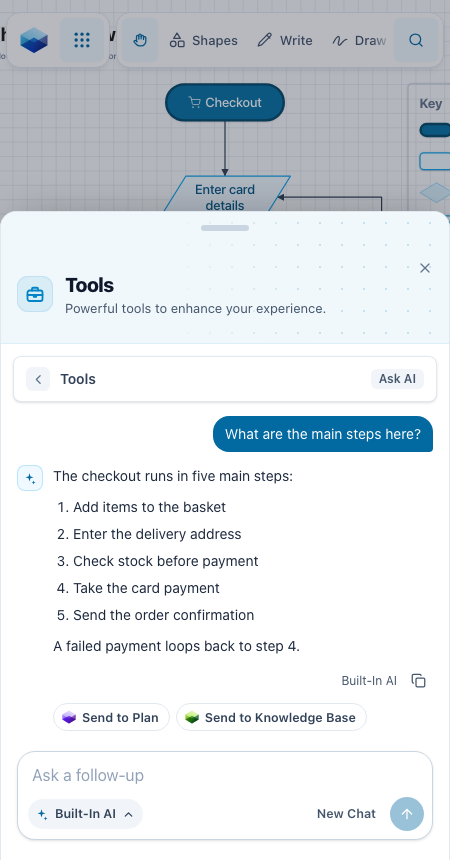 Shapes
Write
Draw
Checkout
Key
Enter card
details
Tools
Powerful tools to enhance your experience.
Tools
Ask AI
What are the main steps here?
The checkout runs in five main steps:
1. Add items to the basket
2. Enter the delivery address
3. Check stock before payment
4. Take the card payment
5. Send the order confirmation
A failed payment loops back to step 4.
Built-In AI
Send to Plan
Send to Knowledge Base
Ask a follow-up
Built-In AI
New Chat